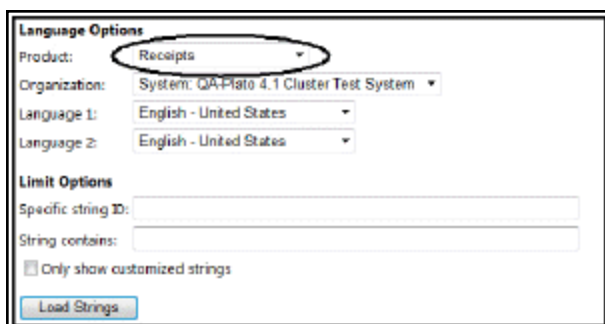 Language Options
Product: Receipts
Organization: System: QA-Plato 4.1 Cluster Test System
Language 1: English - United States
Language 2: English - United States
Limit Options
Specific string ID:
String contains:
Only show customized strings
Load Strings